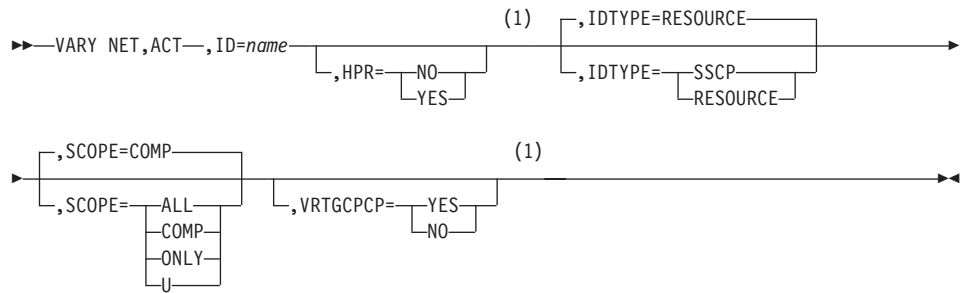 (1) ,IDTYPE=RESOURCE
VARY NET,ACT ,ID=name
,HPR= NO ,IDTYPE= SSCP
YES RESOURCE
,SCOPE=COMP (1)
,SCOPE= ALL ,VRTGCPCP= YES
COMP NO
ONLY
U